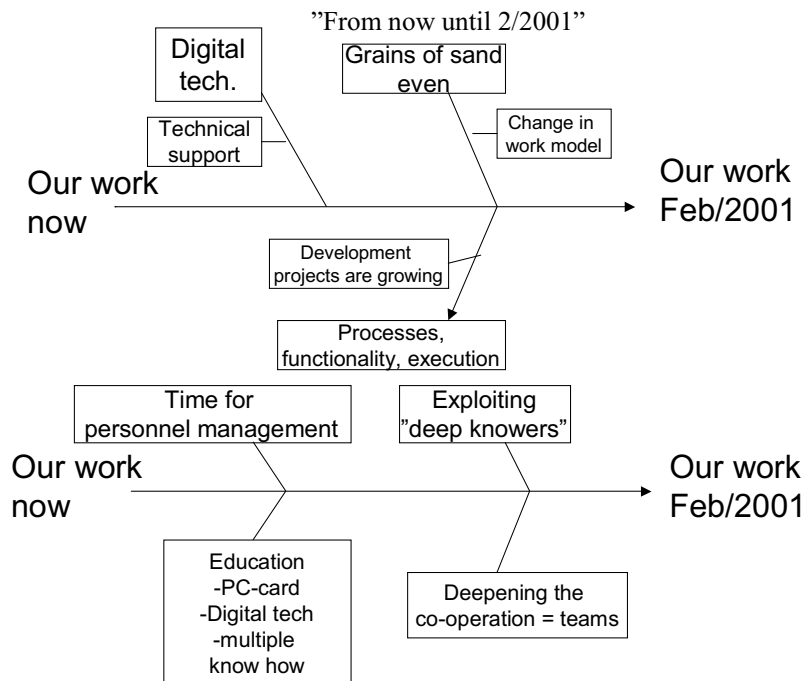 ”From now until 2/2001”
Digital
tech.
Grains of sand
even
Technical
support
Change in
work model
Our work
now
Our work
Feb/2001
Development
projects are growing
Processes,
functionality, execution
Time for
personnel management
Exploiting
”deep knowers”
Our work
now
Our work
Feb/2001
Education
-PC-card
-Digital tech
-multiple
know how
Deepening the
co-operation = teams